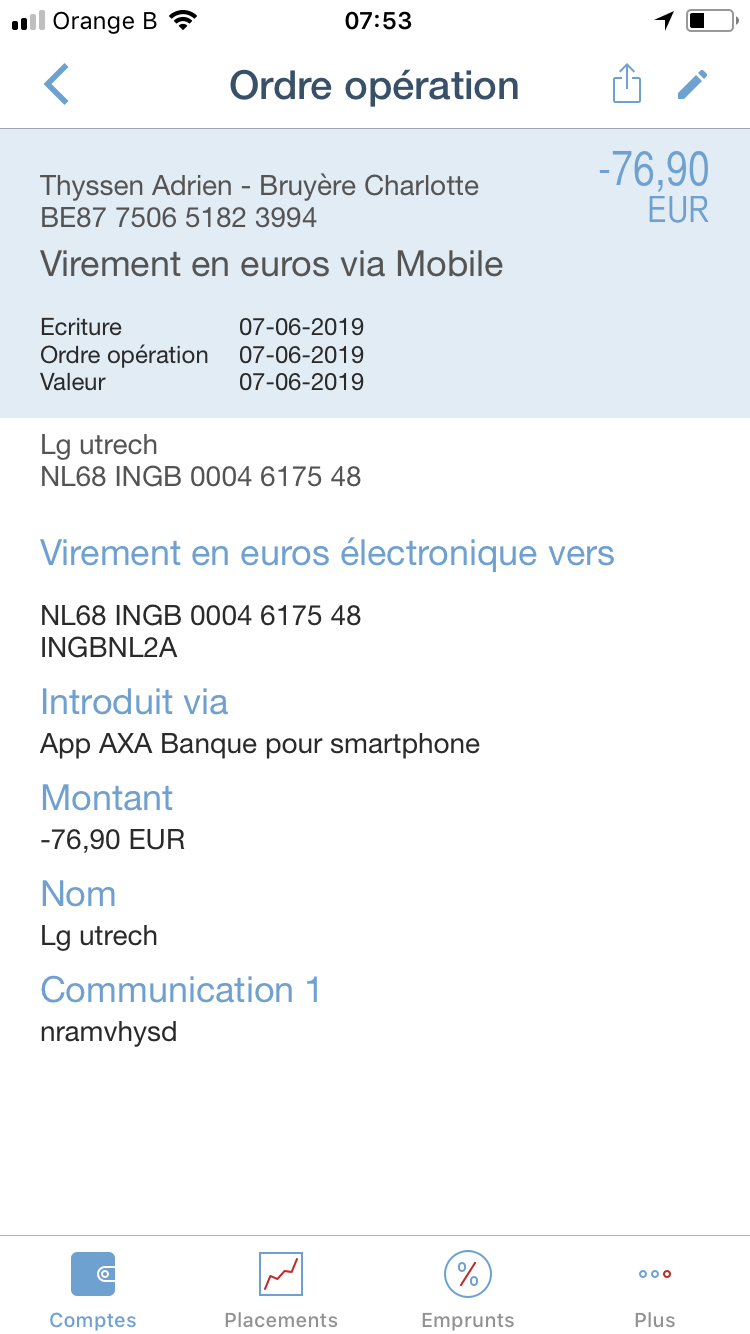 Orange B 07:53
Ordre opération
Thyssen Adrien - Bruyère Charlotte -76,90
BE87 7506 5182 3994 EUR
Virement en euros via Mobile
Ecriture 07-06-2019
Ordre opération 07-06-2019
Valeur 07-06-2019
Lg utrech
NL68 INGB 0004 6175 48
Virement en euros électronique vers
NL68 INGB 0004 6175 48
INGBNL2A
Introduit via
App AXA Banque pour smartphone
Montant
-76,90 EUR
Nom
Lg utrech
Communication 1
nramvhysd
Comptes Placements Emprunts Plus